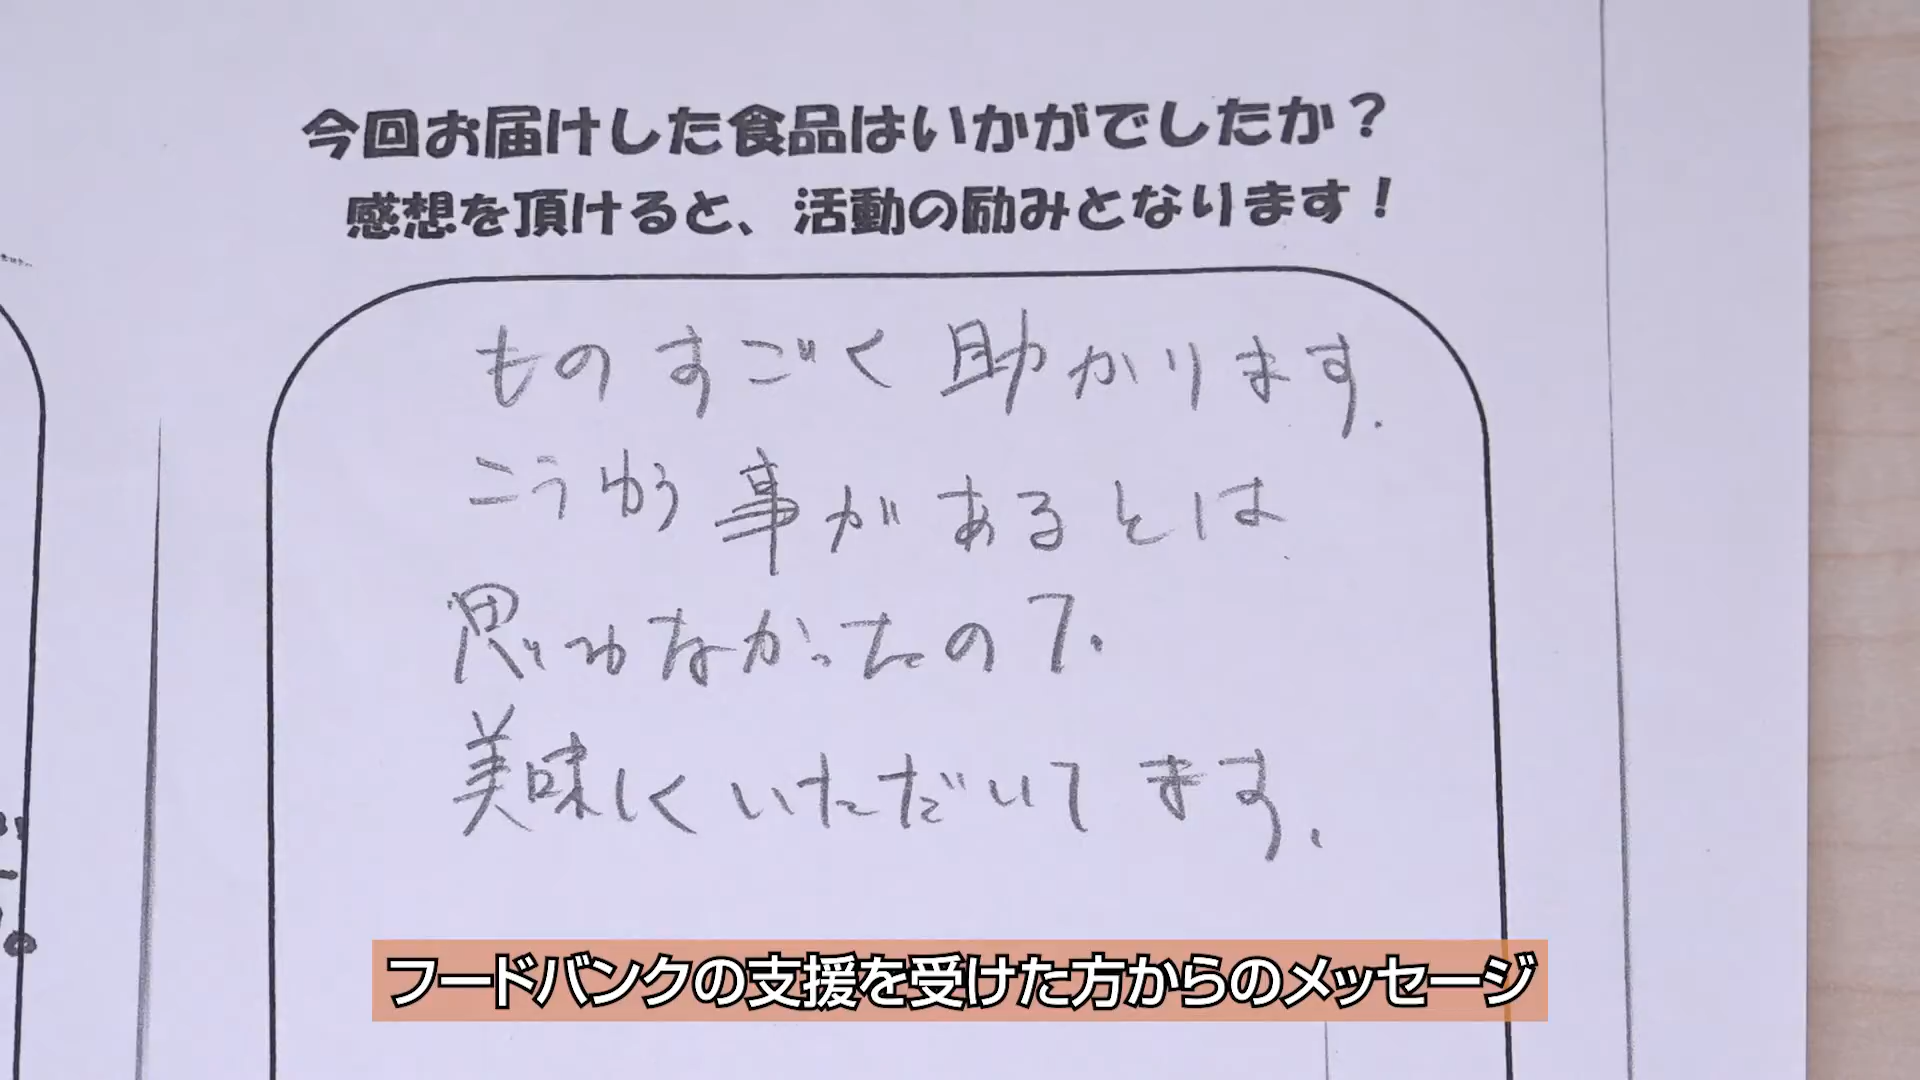 今回お届けした食品はいかがでしたか？
感想を頂けると、活動の励みとなります！
ものすごく助かります.
こうゆう事があるとは
思わなかったので
美味しくいただいてます.
フードバンクの支援を受けた方からのメッセージ